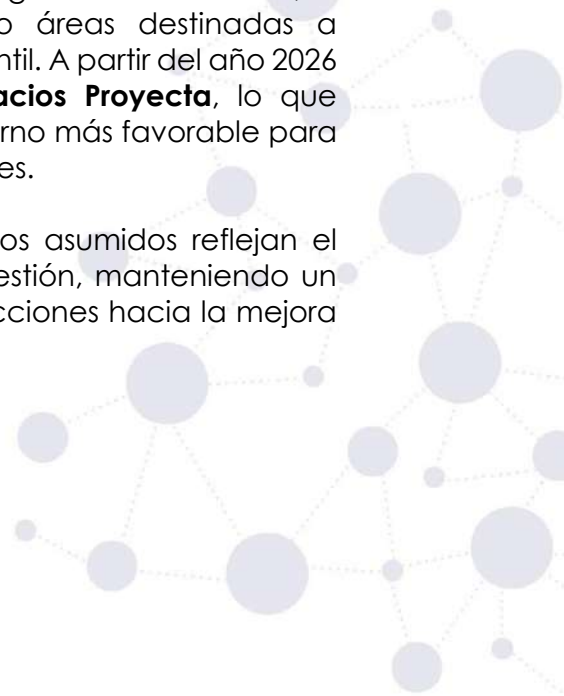 o áreas destinadas a
ntil. A partir del año 2026
acios Proyecta, lo que
rno más favorable para
es.
os asumidos reflejan el
estión, manteniendo un
cciones hacia la mejora